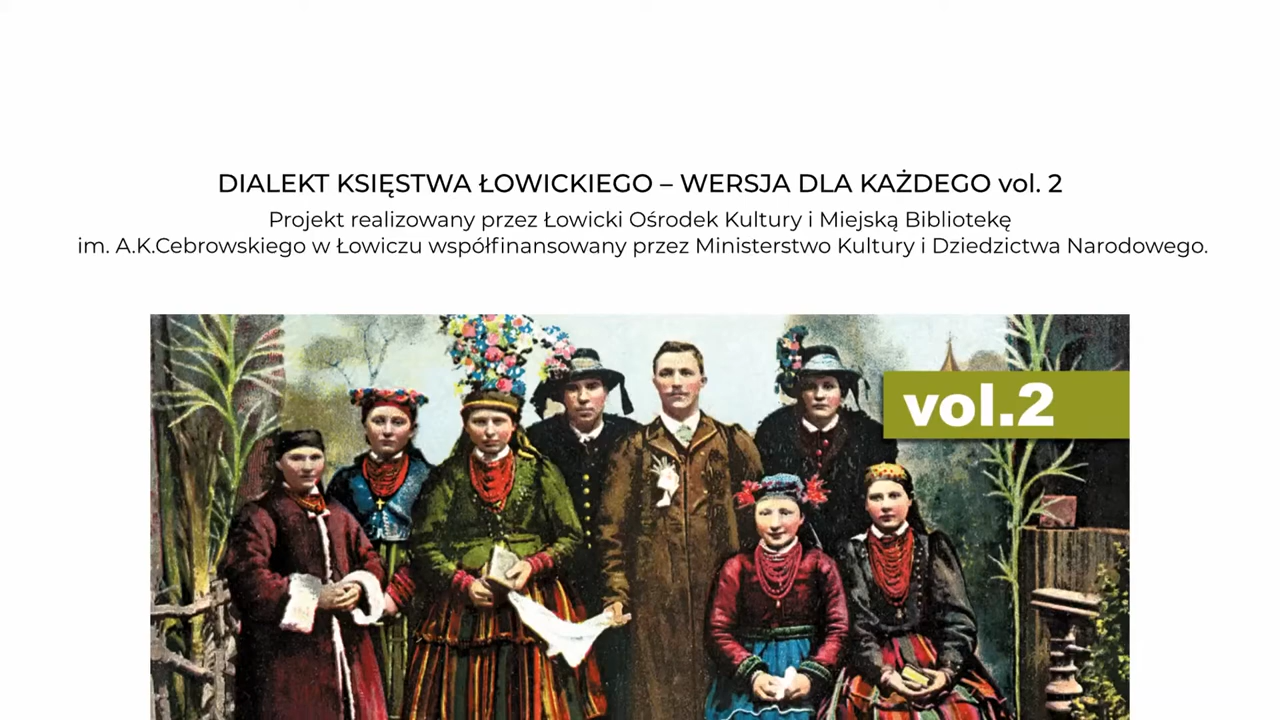 DIALEKT KSIĘSTWA ŁOWICKIEGO – WERSJA DLA KAŻDEGO vol. 2
Projekt realizowany przez Łowicki Ośrodek Kultury i Miejską Bibliotekę
im. A.K.Cebrowskiego w Łowiczu współfinansowany przez Ministerstwo Kultury i Dziedzictwa Narodowego.
vol.2